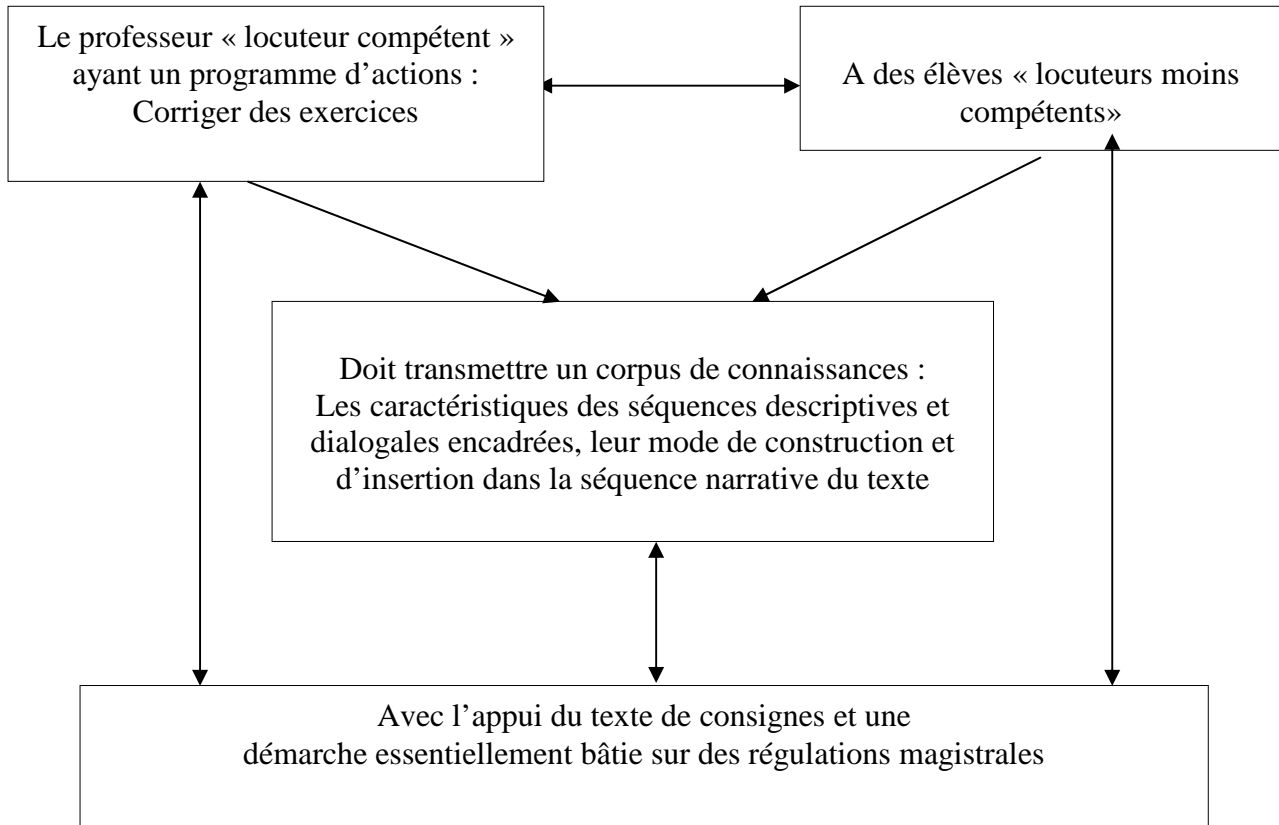 Le professeur « locuteur compétent »
ayant un programme d’actions :
Corriger des exercices
A des élèves « locuteurs moins
compétents»
Doit transmettre un corpus de connaissances :
Les caractéristiques des séquences descriptives et
dialogales encadrées, leur mode de construction et
d’insertion dans la séquence narrative du texte
Avec l’appui du texte de consignes et une
démarche essentiellement bâtie sur des régulations magistrales